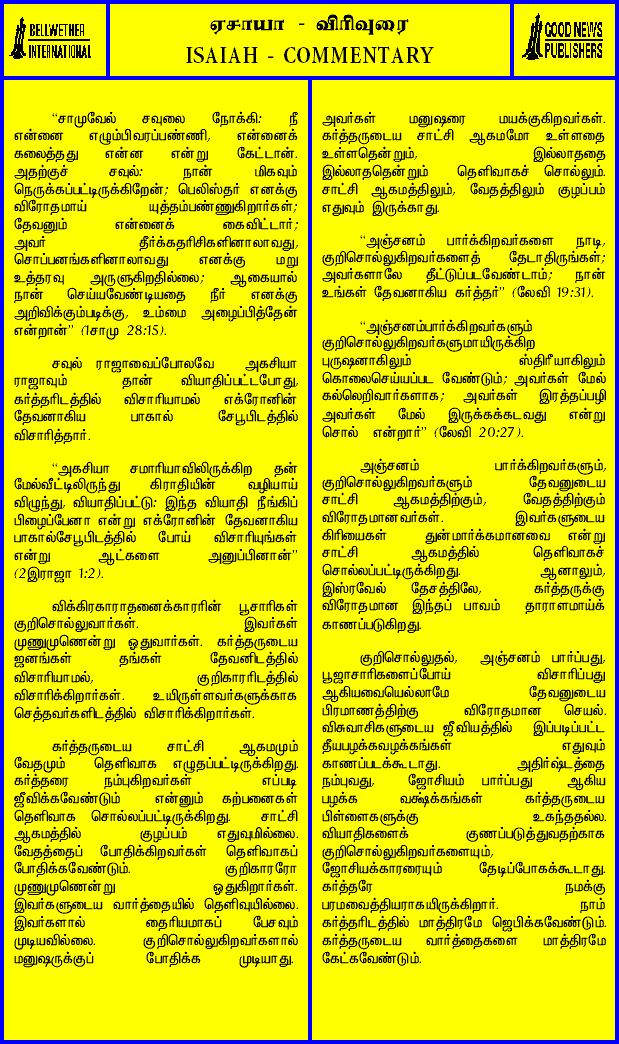 BELLWETHER
INTERNATIONAL
ஏசாயா - விரிவுரை
ISAIAH - COMMENTARY
GOOD NEWS
PUBLISHERS
“சாமுவேல் சவுலை நோக்கி: நீ
என்னை எழும்பிவரப்பண்ணி, என்னைக்
கலைத்தது என்ன என்று கேட்டான்.
அதற்குச் சவுல்: நான் மிகவும்
நெருக்கப்பட்டிருக்கிறேன்; பெலிஸ்தர் எனக்கு
விரோதமாய் யுத்தம்பண்ணுகிறார்கள்;
தேவனும் என்னைக் கைவிட்டார்;
அவர் தீர்க்கதரிசிகளினாலாவது,
சொப்பனங்களினாலாவது எனக்கு மறு
உத்தரவு அருளுகிறதில்லை; ஆகையால்
நான் செய்யவேண்டியதை நீர் எனக்கு
அறிவிக்கும்படிக்கு, உம்மை அழைப்பித்தேன்
என்றான்” (1சாமு 28:15).
சவுல் ராஜாவைப்போலவே அகசியா
ராஜாவும் தான் வியாதிப்பட்டபோது,
கர்த்தரிடத்தில் விசாரியாமல் எக்ரோனின்
தேவனாகிய பாகால் சேபூபிடத்தில்
விசாரித்தார்.
“அகசியா சமாரியாவிலிருக்கிற தன்
மேல்வீட்டிலிருந்து கிராதியின் வழியாய்
விழுந்து, வியாதிப்பட்டு: இந்த வியாதி நீங்கிப்
பிழைப்பேனா என்று எக்ரோனின் தேவனாகிய
பாகால்சேபூபிடத்தில் போய் விசாரியுங்கள்
என்று ஆட்களை அனுப்பினான்”
(2இராஜா 1:2).
விக்கிரகாராதனைக்காரரின் பூசாரிகள்
குறிசொல்லுவார்கள். இவர்கள்
முணுமுணென்று ஓதுவார்கள். கர்த்தருடைய
ஜனங்கள் தங்கள் தேவனிடத்தில்
விசாரியாமல், குறிகாரரிடத்தில்
விசாரிக்கிறார்கள். உயிருள்ளவர்களுக்காக
செத்தவர்களிடத்தில் விசாரிக்கிறார்கள்.
கர்த்தருடைய சாட்சி ஆகமமும்
வேதமும் தெளிவாக எழுதப்பட்டிருக்கிறது.
கர்த்தரை நம்புகிறவர்கள் எப்படி
ஜீவிக்கவேண்டும் என்னும் கற்பனைகள்
தெளிவாக சொல்லப்பட்டிருக்கிறது. சாட்சி
ஆகமத்தில் குழப்பம் எதுவுமில்லை.
வேதத்தைப் போதிக்கிறவர்கள் தெளிவாகப்
போதிக்கவேண்டும். குறிகாரரோ
முணுமுணென்று ஓதுகிறார்கள்.
இவர்களுடைய வார்த்தையில் தெளிவுயில்லை.
இவர்களால் தைரியமாகப் பேசவும்
முடியவில்லை. குறிசொல்லுகிறவர்களால்
மனுஷருக்குப் போதிக்க முடியாது.
அவர்கள் மனுஷரை மயக்குகிறவர்கள்.
கர்த்தருடைய சாட்சி ஆகமமோ உள்ளதை
உள்ளதென்றும், இல்லாததை
இல்லாததென்றும் தெளிவாகச் சொல்லும்.
சாட்சி ஆகமத்திலும், வேதத்திலும் குழப்பம்
எதுவும் இருக்காது.
“அஞ்சனம் பார்க்கிறவர்களை நாடி,
குறிசொல்லுகிறவர்களைத் தேடாதிருங்கள்;
அவர்களாலே தீட்டுப்படவேண்டாம்; நான்
உங்கள் தேவனாகிய கர்த்தர்” (லேவி 19:31).
“அஞ்சனம்பார்க்கிறவர்களும்
குறிசொல்லுகிறவர்களுமாயிருக்கிற
புருஷனாகிலும் ஸ்திரீயாகிலும்
கொலைசெய்யப்பட வேண்டும்; அவர்கள் மேல்
கல்லெறிவார்களாக; அவர்கள் இரத்தப்பழி
அவர்கள் மேல் இருக்கக்கடவது என்று
சொல் என்றார்” (லேவி 20:27).
அஞ்சனம் பார்க்கிறவர்களும்,
குறிசொல்லுகிறவர்களும் தேவனுடைய
சாட்சி ஆகமத்திற்கும், வேதத்திற்கும்
விரோதமானவர்கள். இவர்களுடைய
கிரியைகள் துன்மார்க்கமானவை என்று
சாட்சி ஆகமத்தில் தெளிவாகச்
சொல்லப்பட்டிருக்கிறது. ஆனாலும்,
இஸ்ரவேல் தேசத்திலே, கர்த்தருக்கு
விரோதமான இந்தப் பாவம் தாராளமாய்க்
காணப்படுகிறது.
குறிசொல்லுதல், அஞ்சனம் பார்ப்பது,
பூஜாசாரிகளைப்போய் விசாரிப்பது
ஆகியவையெல்லாமே தேவனுடைய
பிரமாணத்திற்கு விரோதமான செயல்.
விசுவாசிகளுடைய ஜீவியத்தில் இப்படிப்பட்ட
தீயபழக்கவழக்கங்கள் எதுவும்
காணப்படக்கூடாது. அதிர்ஷ்டத்தை
நம்புவது, ஜோசியம் பார்ப்பது ஆகிய
பழக்க வக்ஷக்கங்கள் கர்த்தருடைய
பிள்ளைகளுக்கு உகந்ததல்ல.
வியாதிகளைக் குணப்படுத்துவதற்காக
குறிசொல்லுகிறவர்களையும்,
ஜோசியக்காரரையும் தேடிப்போகக்கூடாது.
கர்த்தரே நமக்கு
பரமவைத்தியராகயிருக்கிறார். நாம்
கர்த்தரிடத்தில் மாத்திரமே ஜெபிக்கவேண்டும்.
கர்த்தருடைய வார்த்தைகளை மாத்திரமே
கேட்கவேண்டும்.